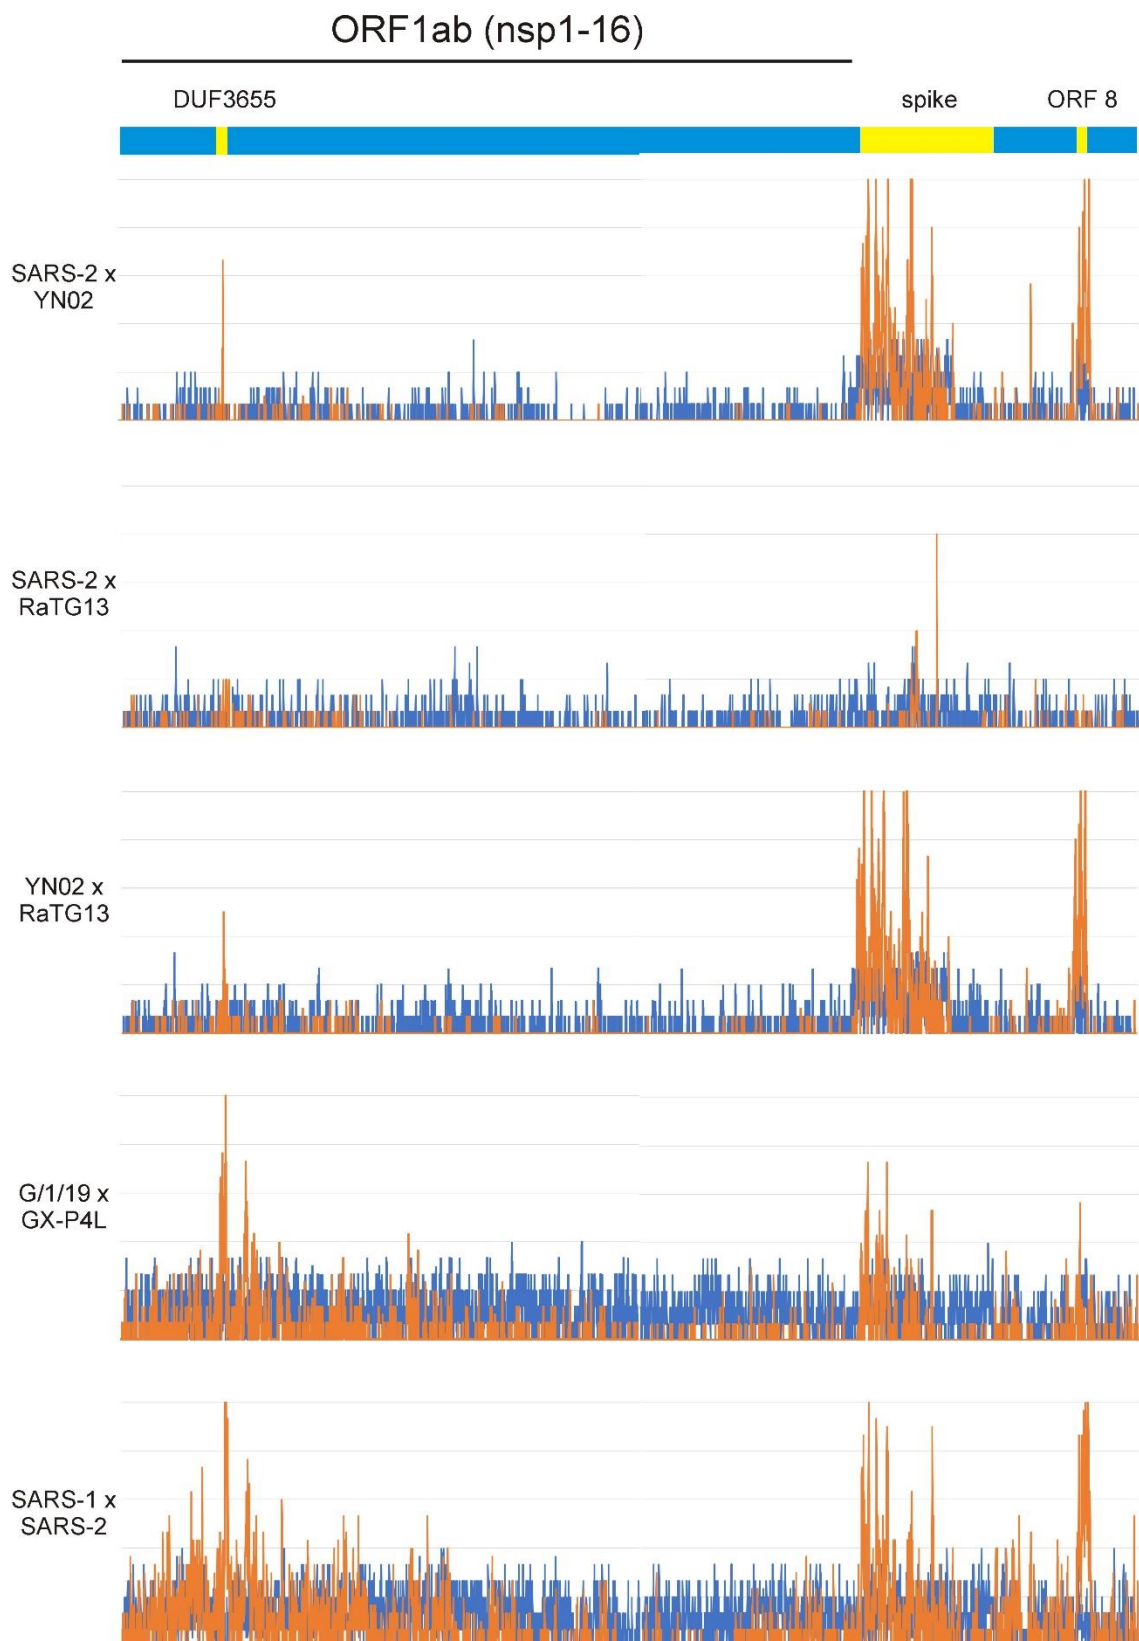 ORF1ab (nsp1-16)
DUF3655 spike ORF 8
SARS-2 x
YN02
SARS-2 x
RaTG13
YN02 x
RaTG13
G/1/19 x
GX-P4L
SARS-1 x
SARS-2